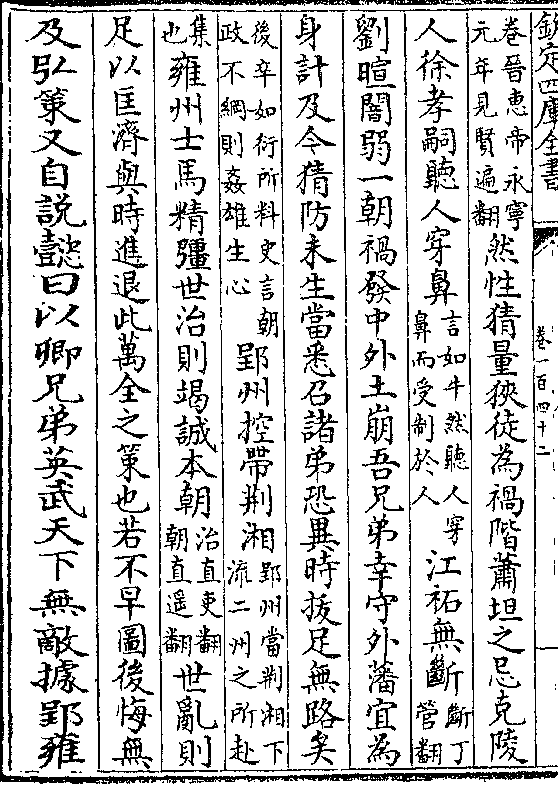 欽定四庫全書
卷一百四十二
卷晉惠帝永寧元年見賢遍翻然性猜量狹徒為禍階蕭坦之忌克陵
人徐孝嗣聽人穿鼻言如牛然聽人穿鼻而受制於人江祏無斷斷丁管翻
劉暄闇弱一朝禍發中外土崩吾兄弟幸守外藩宜為
身計及今猜防未生當悉召諸弟恐異時拔足無路矣
後卒如衍所料史言朝政不綱則姦雄生心郢州控帶荆湘郢州當荆湘下流二州之所赴
集也雍州士馬精彊世治則竭誠本朝治直吏翻朝直遥翻世亂則
足以匡濟與時進退此萬全之策也若不早圖後悔無
及弘策又自說懿曰以卿兄弟英武天下無敵據郢雍